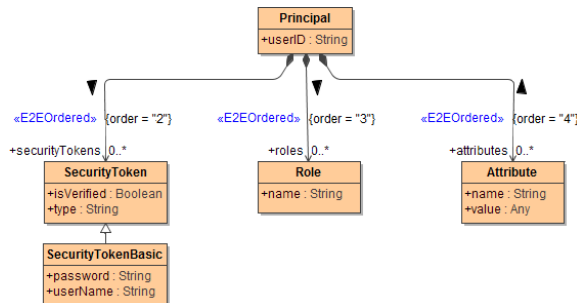 Principal
+userID : String
«E2EOrdered» {order = "2"}
«E2EOrdered» {order = "3"}
«E2EOrdered» {order = "4"}
+securityTokens 0..*
+roles 0..*
+attributes 0..*
SecurityToken
+isVerified : Boolean
+type : String
Role
+name : String
Attribute
+name : String
+value : Any
SecurityTokenBasic
+password : String
+userName : String